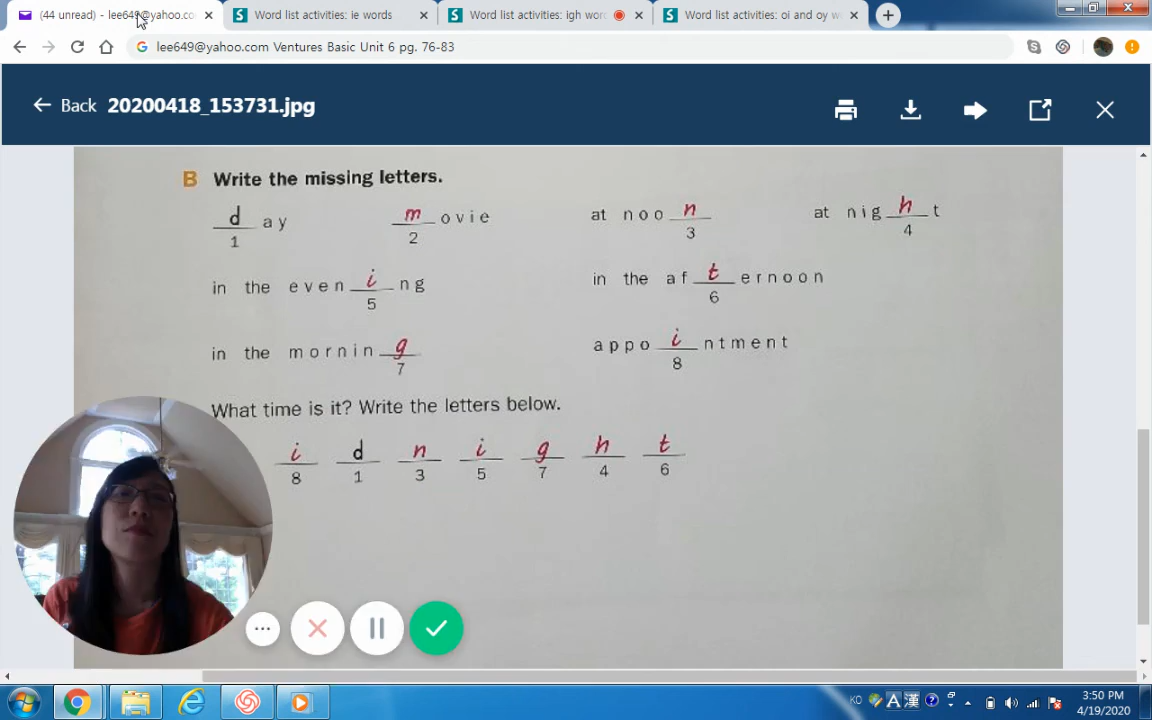 (44 unread) - lee649@yahoo.co
Word list activities: ie words
Word list activities: igh wor
Word list activities: oi and oy w
lee649@yahoo.com Ventures Basic Unit 6 pg. 76-83
Back 20200418_153731.jpg
B Write the missing letters.
d ay m ovie at noo n at nig h t
1 2 3 4
in the even i ng in the af t ernoon
5 6
in the mornin g appo i ntment
7 8
What time is it? Write the letters below.
i d n i g h t
8 1 3 5 7 4 6
KO A 漢 3:50 PM
4/19/2020